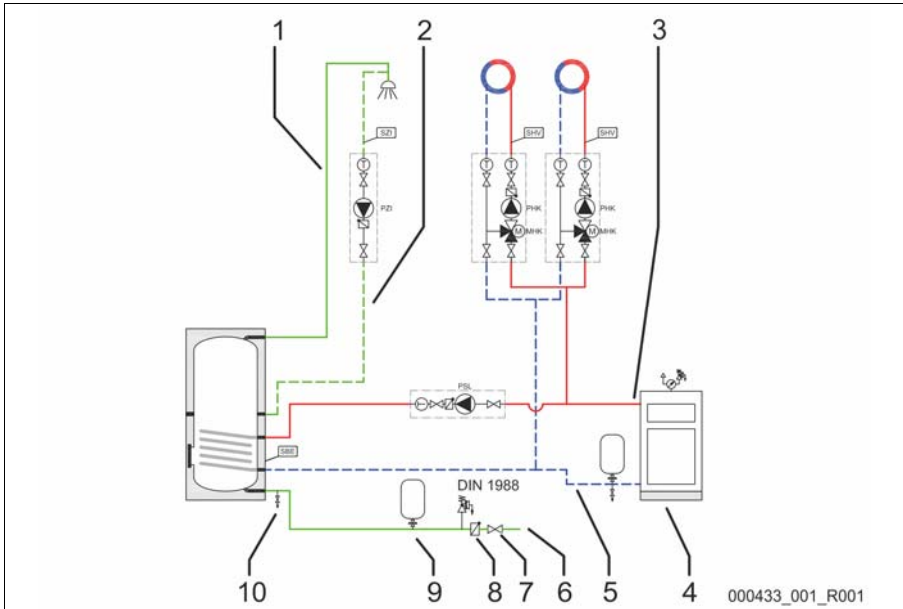 1
2
3
SZI
SHV
SHV
T
T
T
T
T
PZI
PHK
PHK
M
MHK
M
MHK
PSL
T
SBE
DIN 1988
10
9
8
7
6
5
4
000433_001_R001